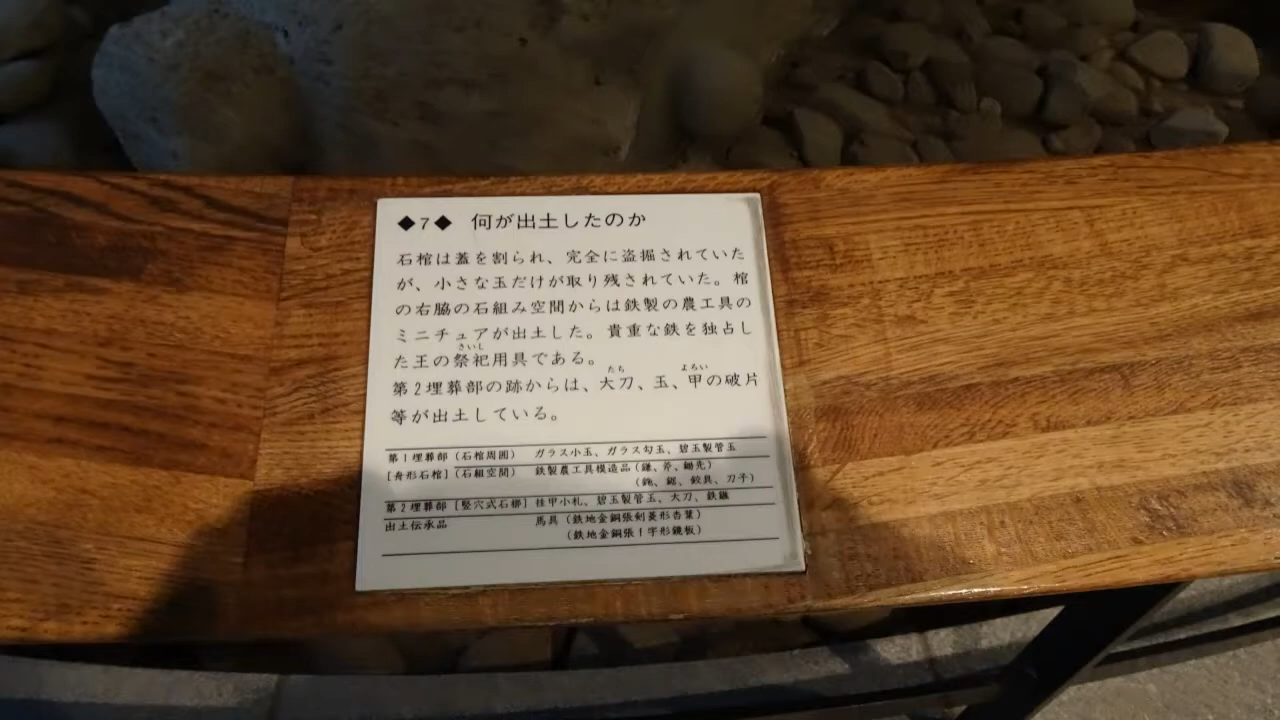 ◆7◆ 何が出土したのか
石棺は蓋を割られ、完全に盗掘されていた
が、小さな玉だけが取り残されていた。棺
の右脇の石組み空間からは鉄製の農工具の
ミニチュアが出土した。貴重な鉄を独占し
さいし
た王の祭祀用具である。
たち よろい
第2埋葬部の跡からは、大刀、玉、甲の破片
等が出土している。
第1埋葬部(石棺周囲) ガラス小玉、ガラス勾玉、碧玉製管玉
[舟形石棺](石組空間) 鉄製農工具模造品(鎌、斧、鋤先)
(鉇、鋸、鉸具、刀子)
第2埋葬部[竪穴式石槨]挂甲小札、碧玉製管玉、大刀、鉄鏃
出土伝承品 馬具(鉄地金銅張剣菱形杏葉)
(鉄地金銅張f字形鏡板)